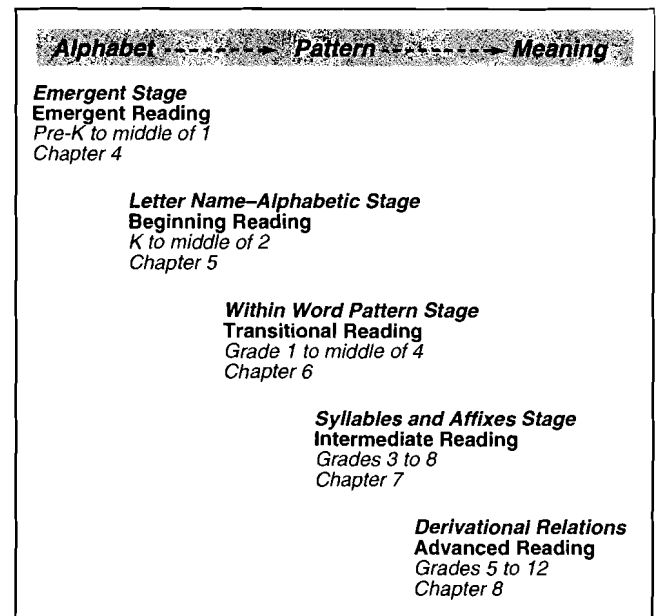 Alphabet -----------> Pattern -----------> Meaning
Emergent Stage
Emergent Reading
Pre-K to middle of 1
Chapter 4
Letter Name–Alphabetic Stage
Beginning Reading
K to middle of 2
Chapter 5
Within Word Pattern Stage
Transitional Reading
Grade 1 to middle of 4
Chapter 6
Syllables and Affixes Stage
Intermediate Reading
Grades 3 to 8
Chapter 7
Derivational Relations
Advanced Reading
Grades 5 to 12
Chapter 8